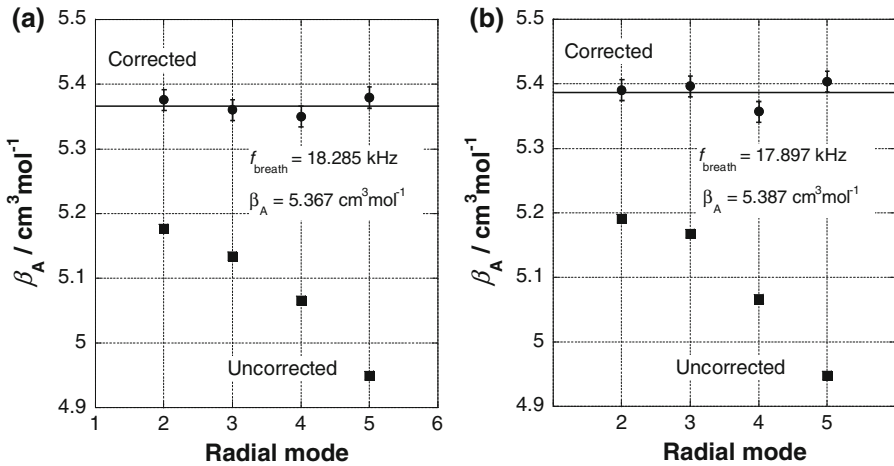 (a)
5.5
5.4
5.3
5.2
5.1
5
4.9
β_A / cm³mol⁻¹
Corrected
f_breath = 18.285 kHz
β_A = 5.367 cm³mol⁻¹
Uncorrected
1 2 3 4 5 6
Radial mode
(b)
5.5
5.4
5.3
5.2
5.1
5
4.9
β_A / cm³mol⁻¹
Corrected
f_breath = 17.897 kHz
β_A = 5.387 cm³mol⁻¹
Uncorrected
2 3 4 5
Radial mode